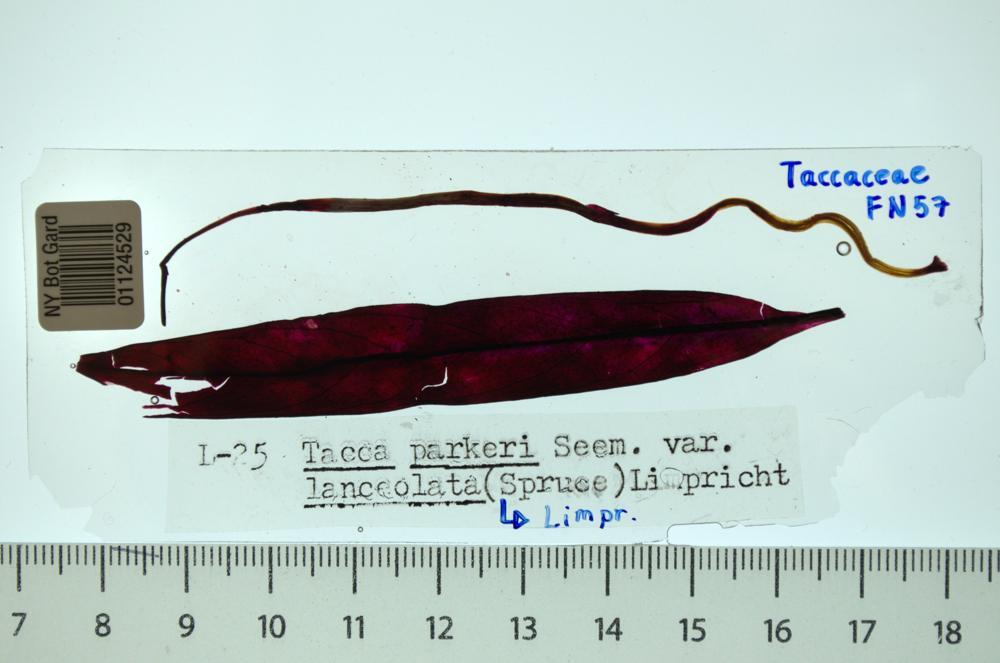 Taccaceae
FN57
NY Bot Gard
01124529
L-25 Tacca parkeri Seem. var.
lanceolata(Spruce)Limpricht
↳ Limpr.
7 8 9 10 11 12 13 14 15 16 17 18